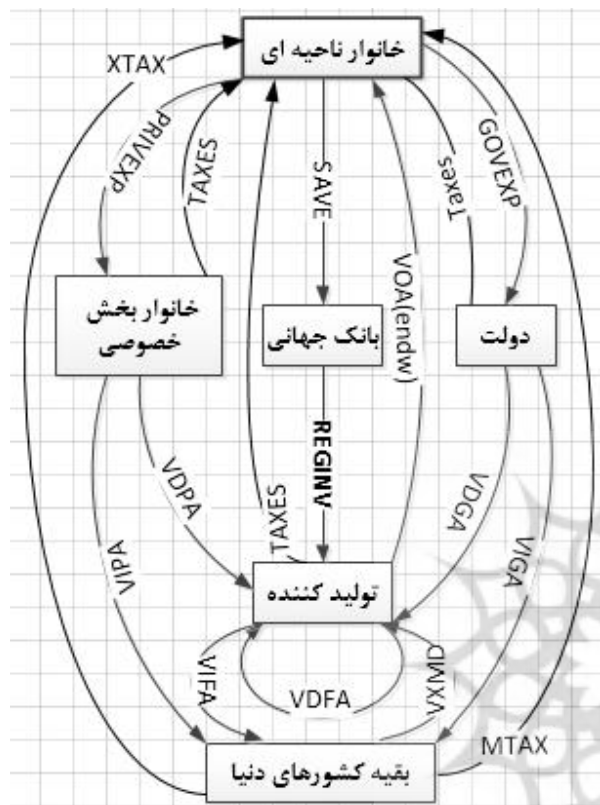 خانوار ناحیه ای
XTAX
PRIVEXP
TAXES
SAVE
Taxes
GOVEXP
VOA(endw)
خانوار بخش
خصوصی
بانک جهانی
دولت
REGINV
TAXES
VDPA
VIPA
VDGA
VIGA
تولید کننده
VIFA
VDFA
VXMD
MTAX
بقیه کشورهای دنیا